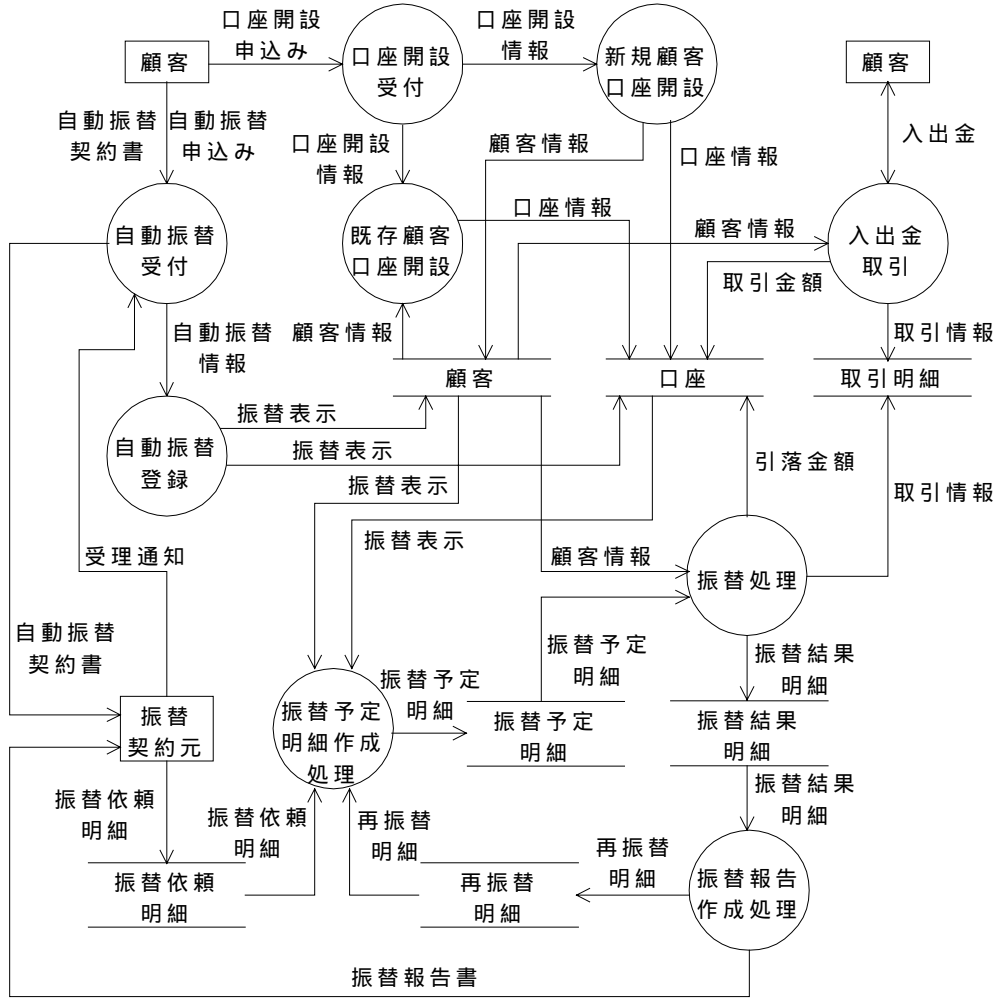 口座開設
申込み
口座開設
情報
顧客
口座開設
受付
新規顧客
口座開設
顧客
自動振替
契約書
自動振替
申込み
口座開設
情報
顧客情報
口座情報
入出金
自動振替
受付
既存顧客
口座開設
口座情報
顧客情報
入出金
取引
取引金額
自動振替
情報
顧客情報
取引情報
顧客
口座
取引明細
自動振替
登録
振替表示
振替表示
振替表示
振替表示
引落金額
取引情報
受理通知
顧客情報
振替処理
自動振替
契約書
振替予定
明細
振替結果
明細
振替
契約元
振替予定
明細作成
処理
振替予定
明細
振替予定
明細
振替結果
明細
振替依頼
明細
振替依頼
明細
再振替
明細
振替結果
明細
振替依頼
明細
再振替
明細
再振替
明細
振替報告
作成処理
振替報告書